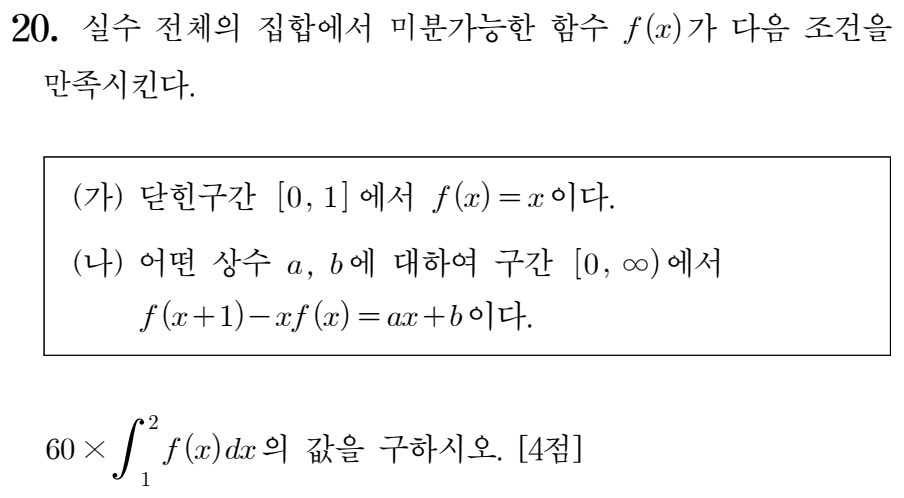 20. 실수 전체의 집합에서 미분가능한 함수 f(x)가 다음 조건을
만족시킨다.
(가) 닫힌구간 [0, 1]에서 f(x)=x이다.
(나) 어떤 상수 a, b에 대하여 구간 [0, ∞)에서
f(x+1)-xf(x)=ax+b이다.
60×∫₁²f(x)dx의 값을 구하시오. [4점]